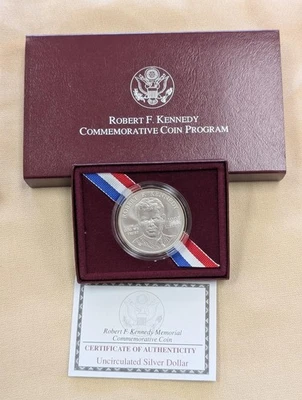 ROBERT F. KENNEDY
COMMEMORATIVE COIN PROGRAM
Robert F. Kennedy Memorial
Commemorative Coin
CERTIFICATE OF AUTHENTICITY
Uncirculated Silver Dollar